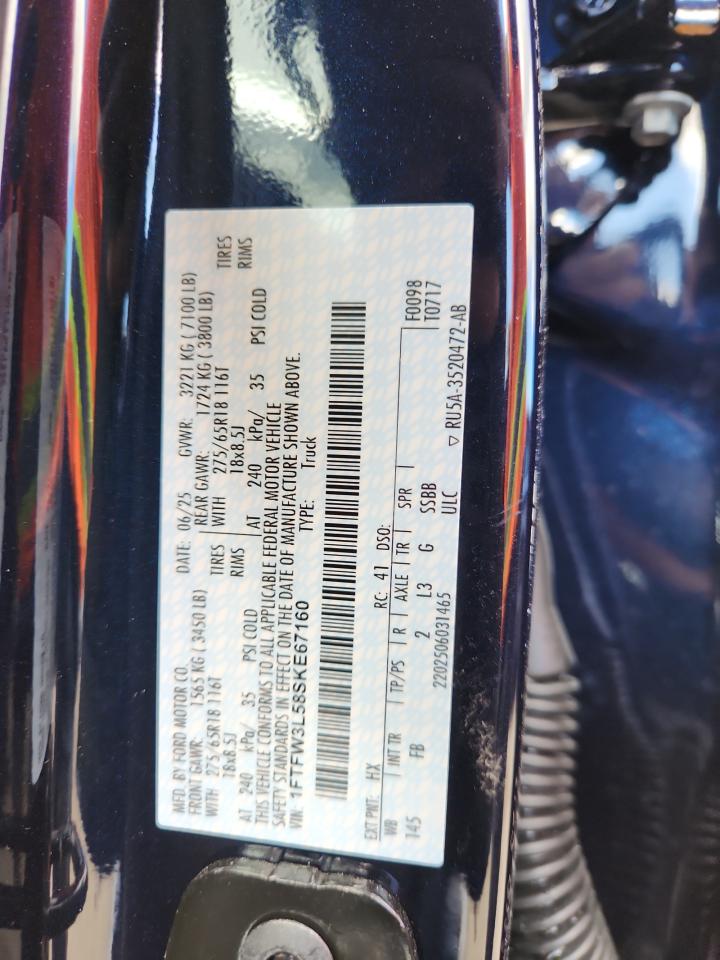 MFD. BY FORD MOTOR CO. DATE: 06/25 GVWR: 3221 KG ( 7100 LB)
FRONT GAWR: 1565 KG ( 3450 LB) REAR GAWR: 1724 KG ( 3800 LB)
WITH 275/65R18 116T TIRES WITH 275/65R18 116T TIRES
18x8.5J RIMS 18x8.5J RIMS
AT 240 kPa/ 35 PSI COLD AT 240 kPa/ 35 PSI COLD
THIS VEHICLE CONFORMS TO ALL APPLICABLE FEDERAL MOTOR VEHICLE
SAFETY STANDARDS IN EFFECT ON THE DATE OF MANUFACTURE SHOWN ABOVE.
VIN: 1FTFW3L58SKE67160 TYPE: Truck
EXT PNT: HX RC: 41 DSO: F0098
WB INT TR TP/PS R AXLE TR SPR T0717
145 FB 2 L3 G SSBB
2202506031465 ULC ▽ RU5A-3520472-AB